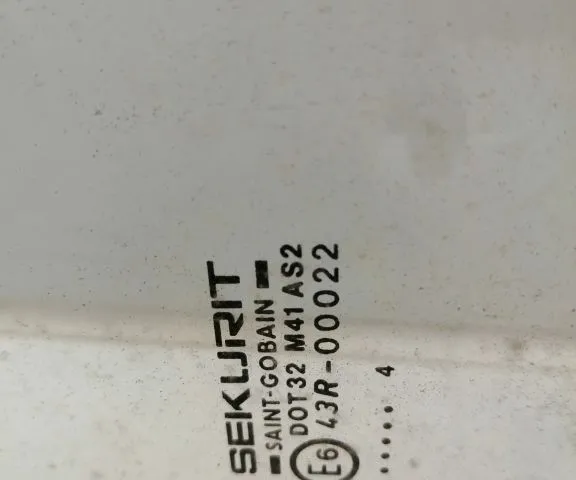 SEKURIT
SAINT-GOBAIN
DOT32 M41 AS2
E6 43R-00022
..... 4